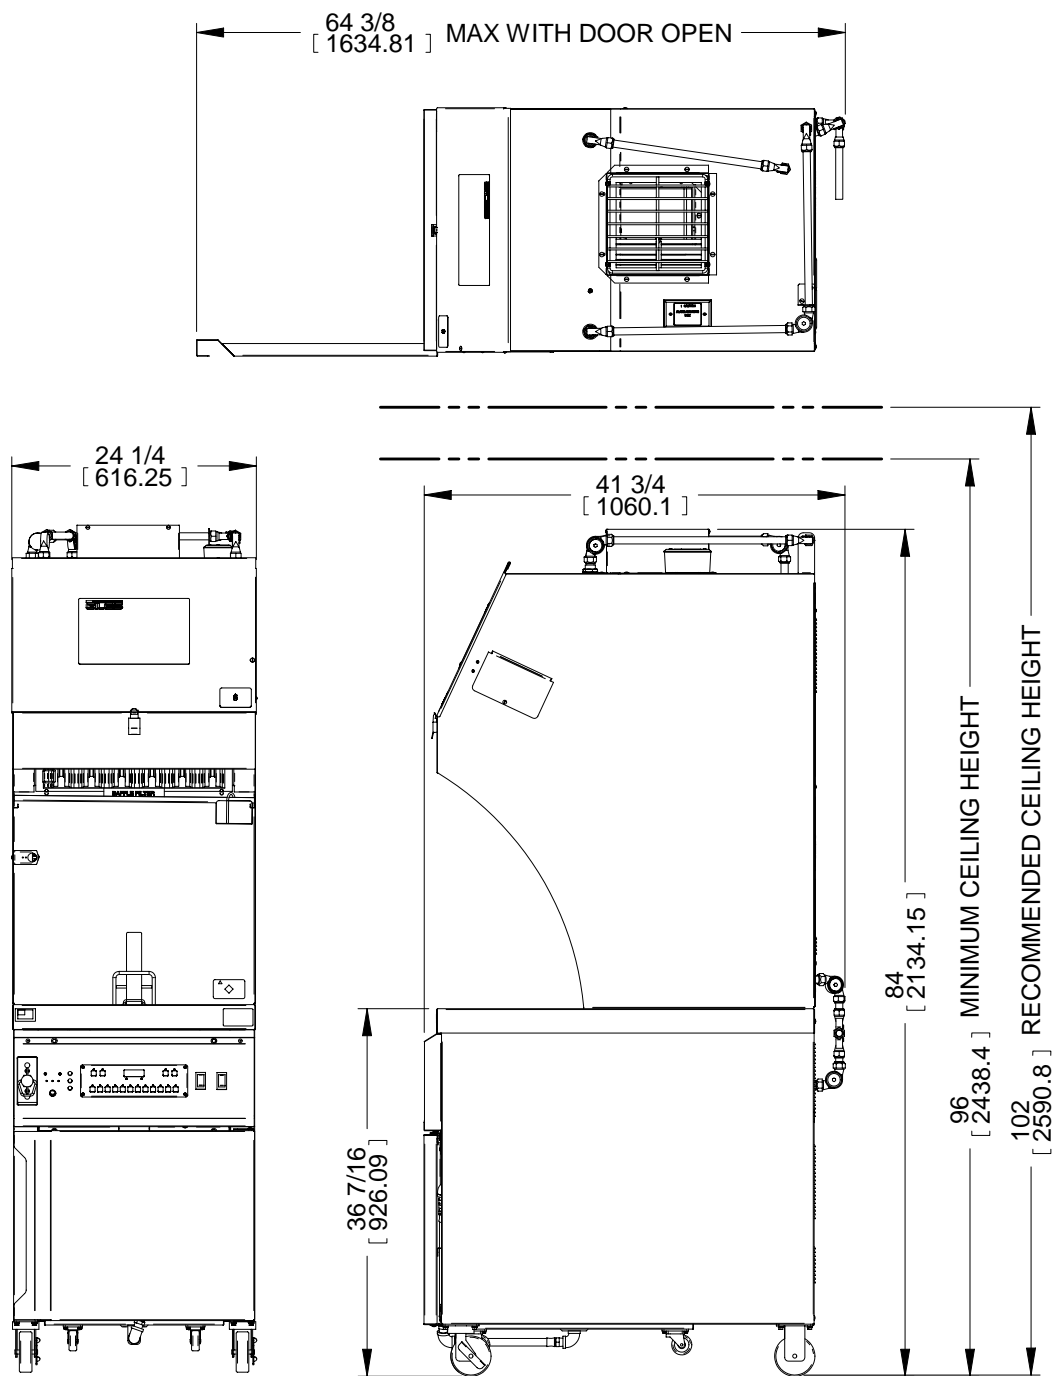 64 3/8
[ 1634.81 ]
MAX WITH DOOR OPEN
24 1/4
[ 616.25 ]
41 3/4
[ 1060.1 ]
BAFFLE FILTER
36 7/16
[ 926.09 ]
84
[ 2134.15 ]
96
[ 2438.4 ]
MINIMUM CEILING HEIGHT
102
[ 2590.8 ]
RECOMMENDED CEILING HEIGHT